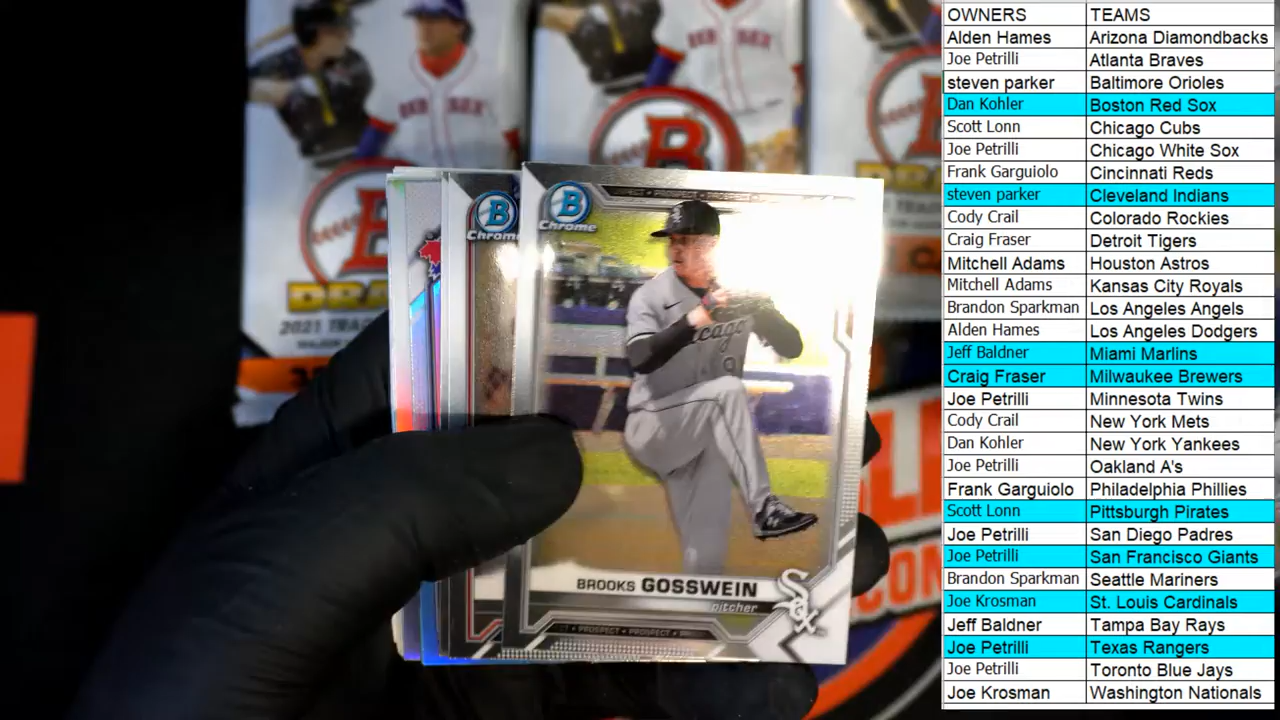 OWNERS TEAMS
Alden Hames Arizona Diamondbacks
Joe Petrilli Atlanta Braves
steven parker Baltimore Orioles
Dan Kohler Boston Red Sox
Scott Lonn Chicago Cubs
Joe Petrilli Chicago White Sox
Frank Garguiolo Cincinnati Reds
steven parker Cleveland Indians
Cody Crail Colorado Rockies
Craig Fraser Detroit Tigers
Mitchell Adams Houston Astros
Mitchell Adams Kansas City Royals
Brandon Sparkman Los Angeles Angels
Alden Hames Los Angeles Dodgers
Jeff Baldner Miami Marlins
Craig Fraser Milwaukee Brewers
Joe Petrilli Minnesota Twins
Cody Crail New York Mets
Dan Kohler New York Yankees
Joe Petrilli Oakland A's
Frank Garguiolo Philadelphia Phillies
Scott Lonn Pittsburgh Pirates
Joe Petrilli San Diego Padres
Joe Petrilli San Francisco Giants
Brandon Sparkman Seattle Mariners
Joe Krosman St. Louis Cardinals
Jeff Baldner Tampa Bay Rays
Joe Petrilli Texas Rangers
Joe Petrilli Toronto Blue Jays
Joe Krosman Washington Nationals
B
Chrome
B
Chrome
PROSPECT
BROOKS GOSSWEIN
pitcher
Sox
PROSPECT • PROSPECT
B
B
2021